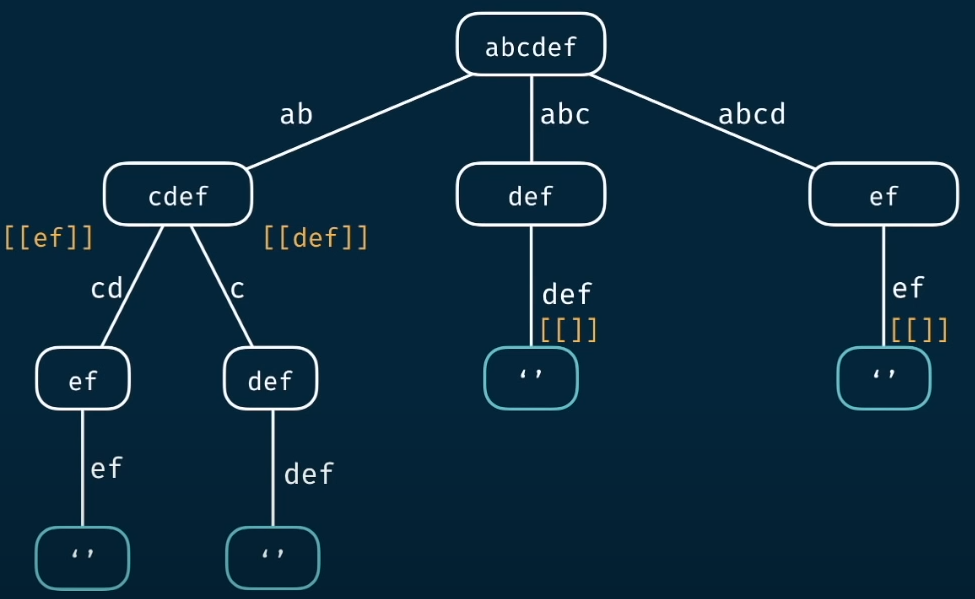 abcdef
ab
abc
abcd
cdef
def
ef
[[ef]]
[[def]]
cd
c
def
ef
[[]]
[[]]
ef
def
‘’
‘’
ef
def
‘’
‘’